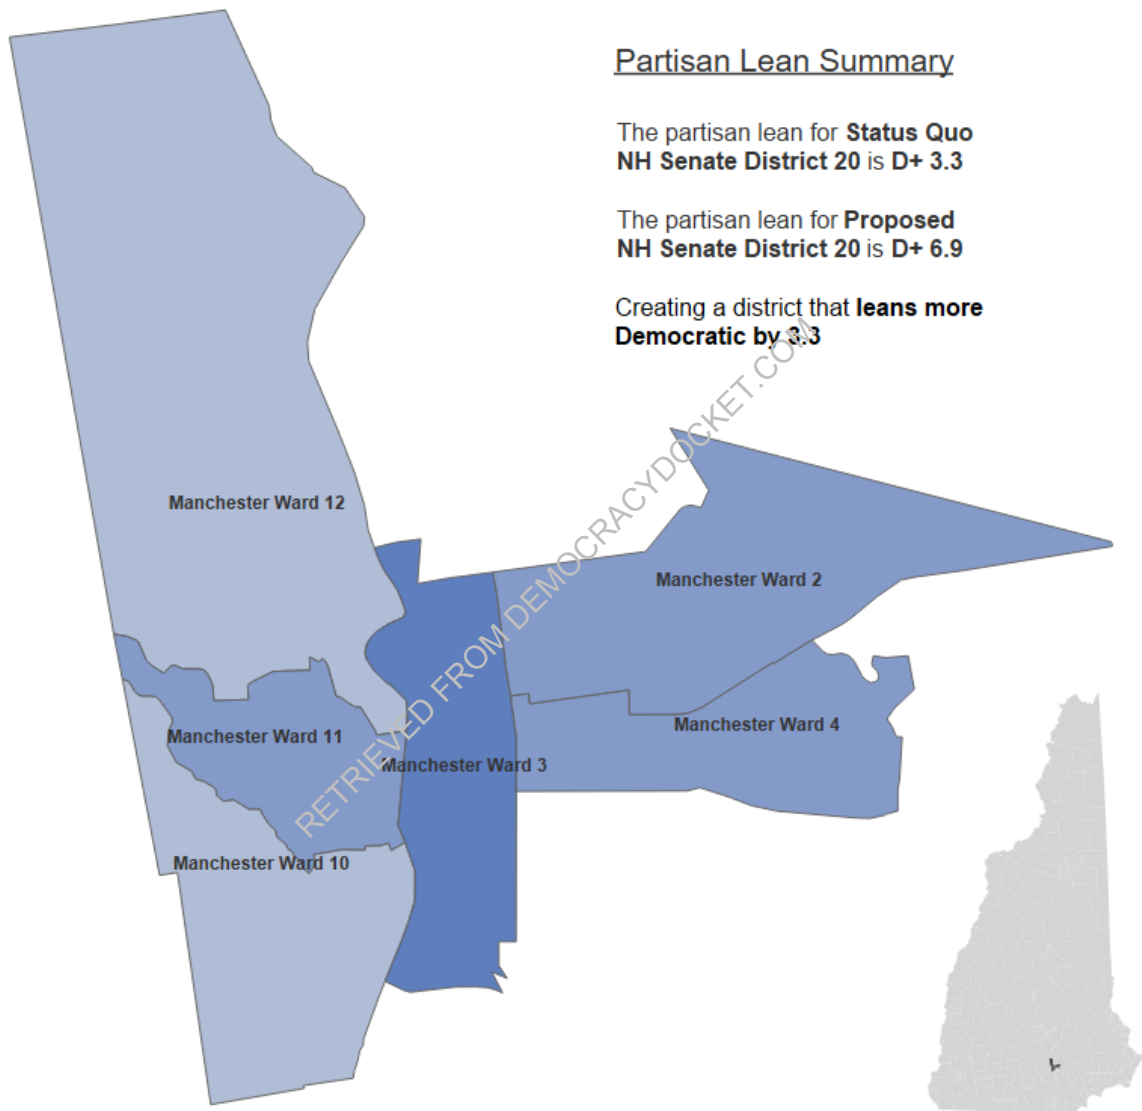 Partisan Lean Summary
The partisan lean for Status Quo
NH Senate District 20 is D+ 3.3
The partisan lean for Proposed
NH Senate District 20 is D+ 6.9
Creating a district that leans more
Democratic by 3.3
RETRIEVED FROM DEMOCRACYDOCKET.COM
Manchester Ward 12
Manchester Ward 2
Manchester Ward 4
Manchester Ward 11
Manchester Ward 3
Manchester Ward 10